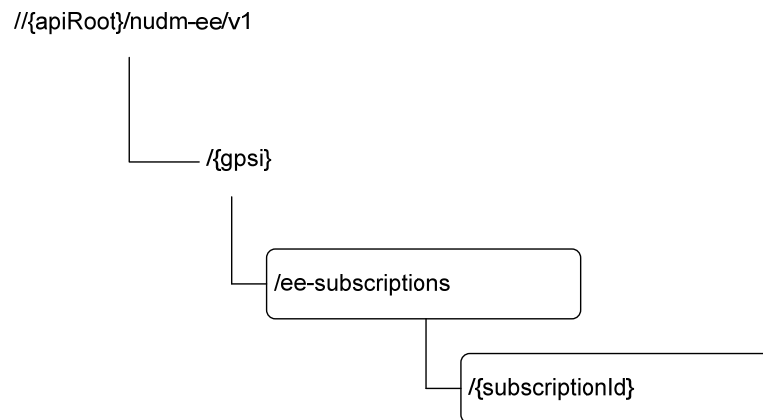 //{apiRoot}/nudm-ee/v1
/{gpsi}
/ee-subscriptions
/{subscriptionId}